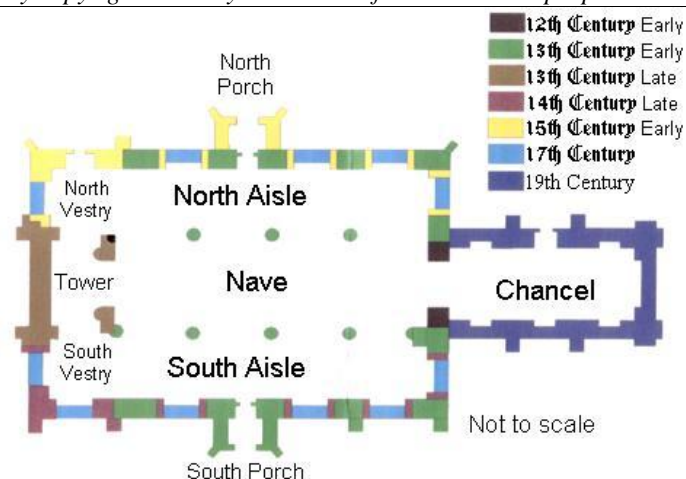 12th Century Early
13th Century Early
13th Century Late
14th Century Late
15th Century Early
17th Century
19th Century
North
Porch
North Aisle
North
Vestry
Tower
Nave
Chancel
South
Vestry
South Aisle
Not to scale
South Porch